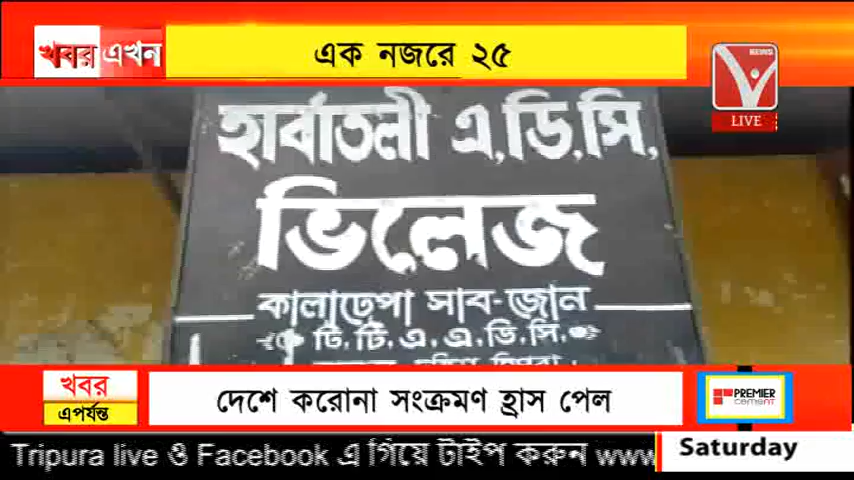 খবর এখন
এক নজরে ২৫
NEWS
LIVE
হার্বাতলী এ,ডি,সি,
ভিলেজ
কালাঢেপা সাব-জোন
টি.টি.এ.এ.ডি.সি.
খবর
এপর্যন্ত
দেশে করোনা সংক্রমণ হ্রাস পেল
PREMIER
cement
Tripura live ও Facebook এ গিয়ে টাইপ করুন www
Saturday